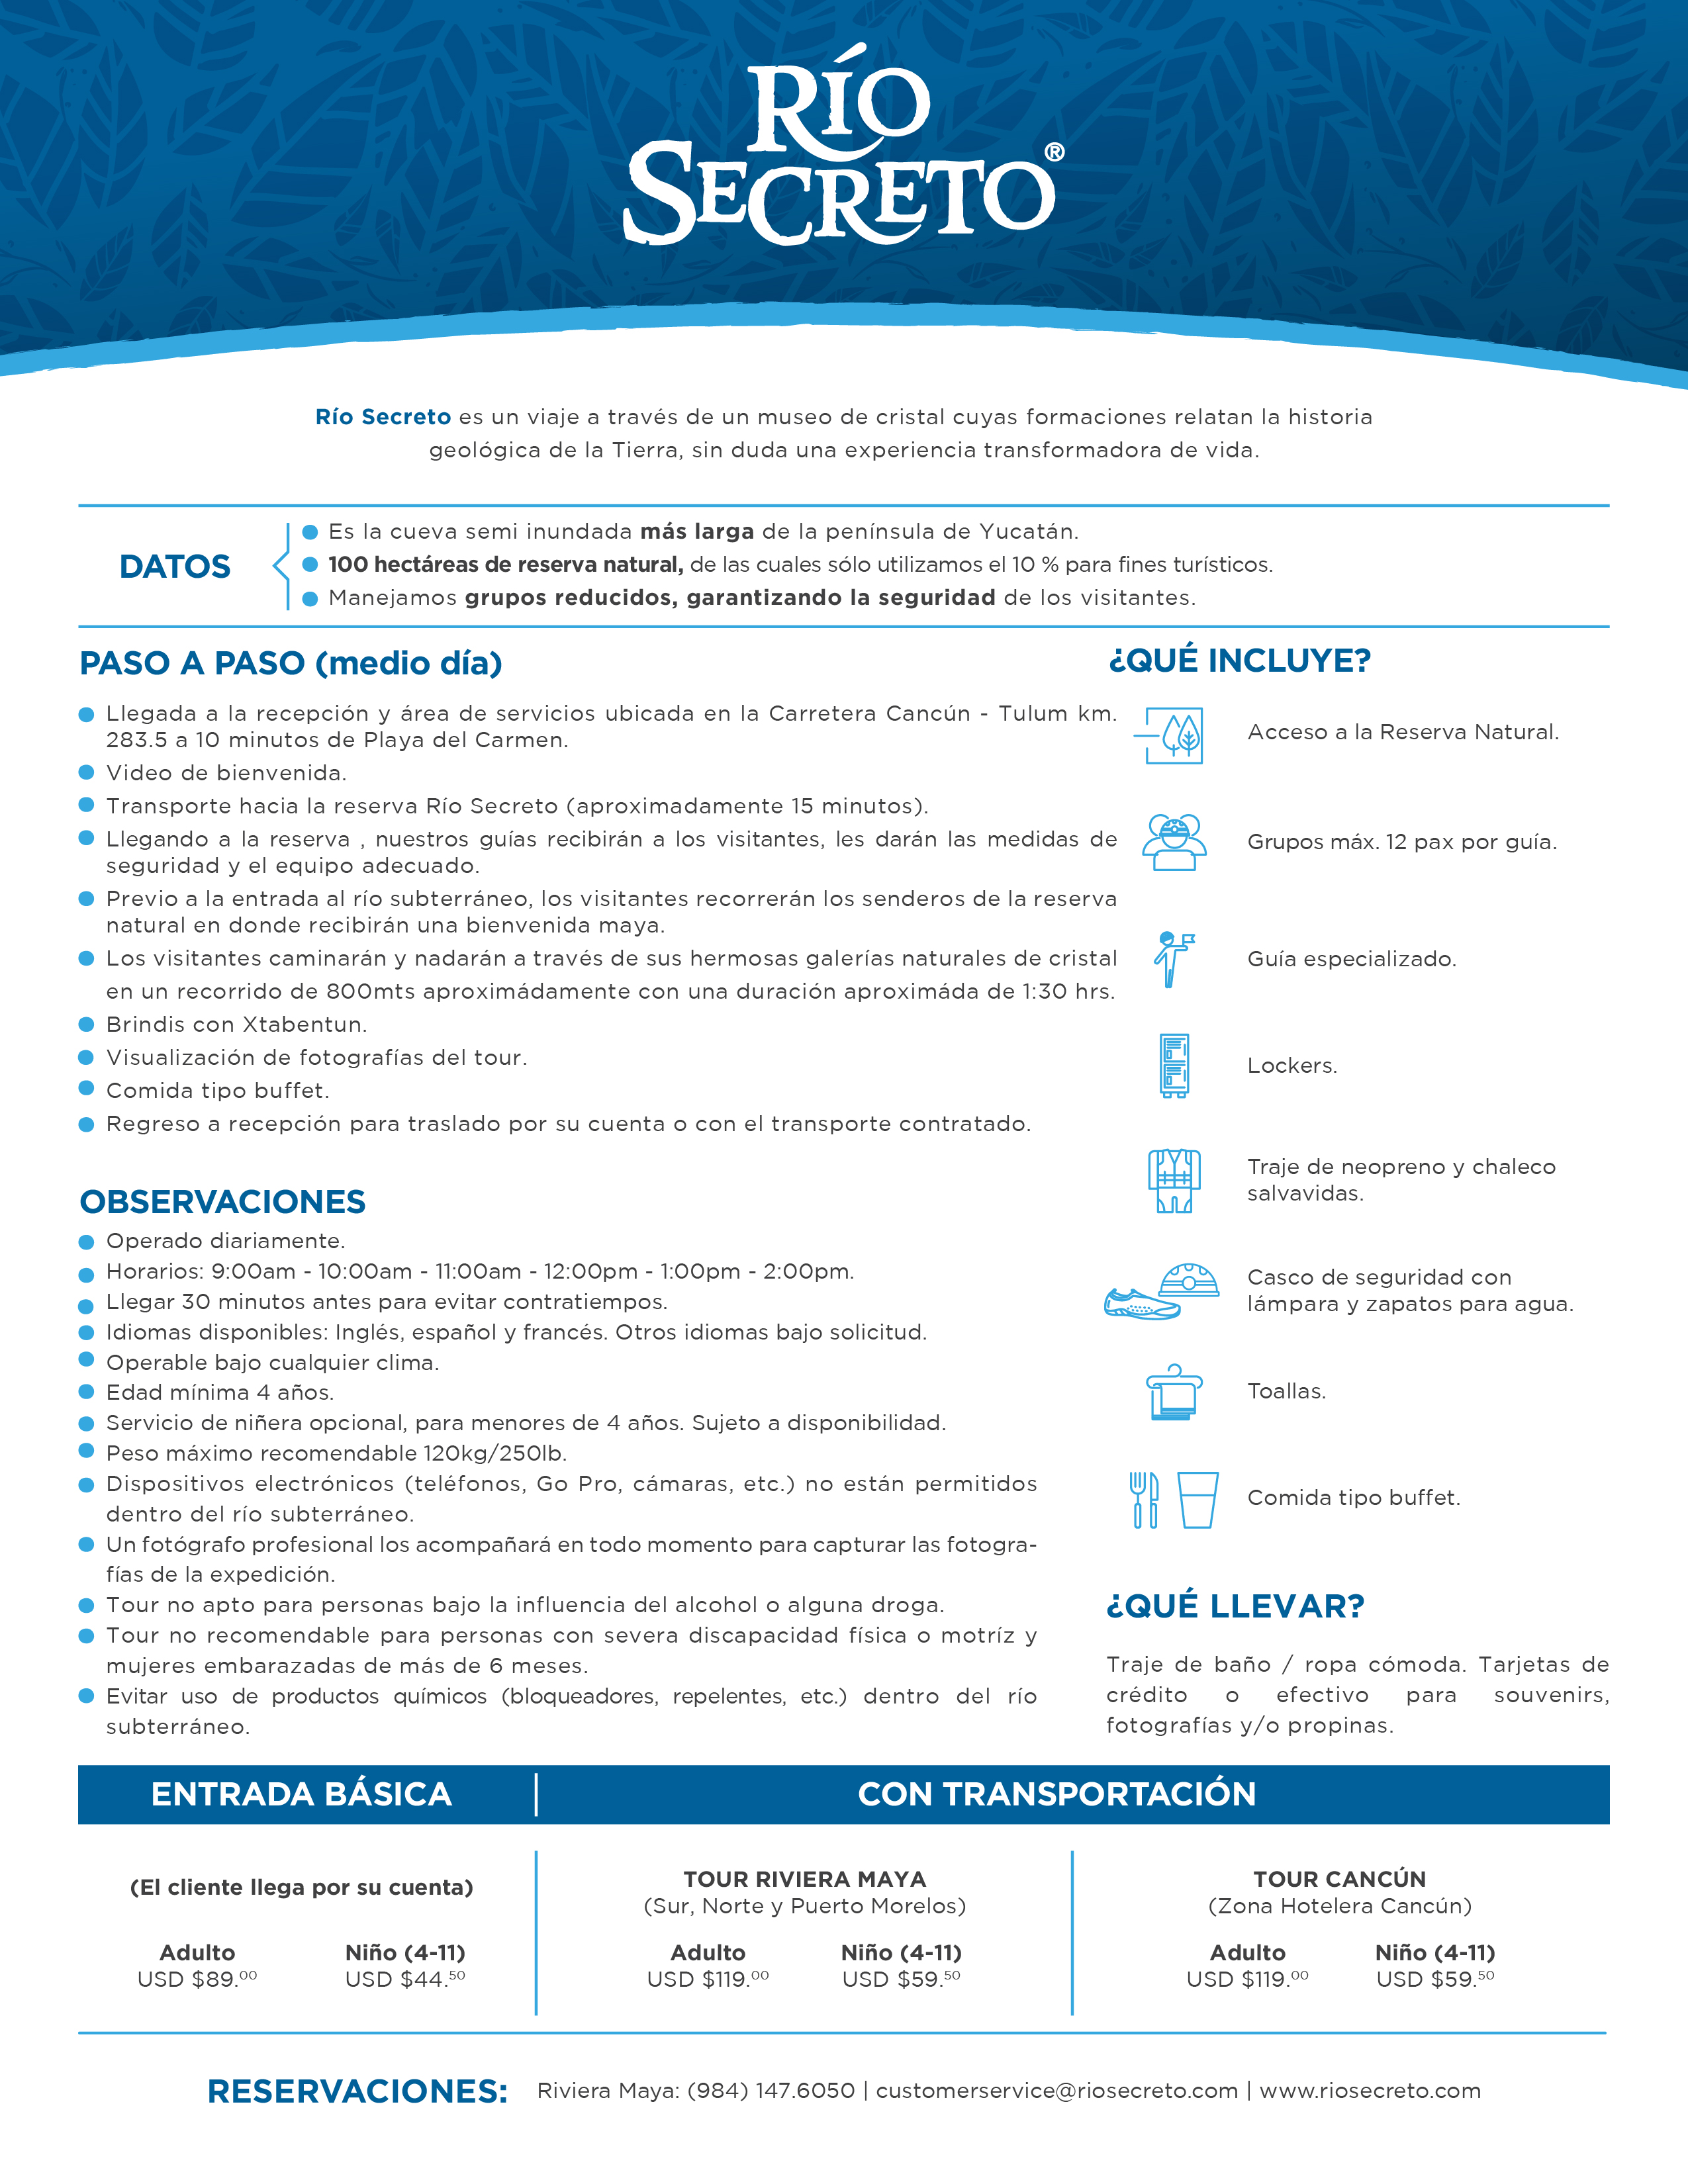 RÍO
SECRETO®
Río Secreto es un viaje a través de un museo de cristal cuyas formaciones relatan la historia
geológica de la Tierra, sin duda una experiencia transformadora de vida.
DATOS
Es la cueva semi inundada más larga de la península de Yucatán.
100 hectáreas de reserva natural, de las cuales sólo utilizamos el 10 % para fines turísticos.
Manejamos grupos reducidos, garantizando la seguridad de los visitantes.
PASO A PASO (medio día)
Llegada a la recepción y área de servicios ubicada en la Carretera Cancún - Tulum km.
283.5 a 10 minutos de Playa del Carmen.
Video de bienvenida.
Transporte hacia la reserva Río Secreto (aproximadamente 15 minutos).
Llegando a la reserva , nuestros guías recibirán a los visitantes, les darán las medidas de
seguridad y el equipo adecuado.
Previo a la entrada al río subterráneo, los visitantes recorrerán los senderos de la reserva
natural en donde recibirán una bienvenida maya.
Los visitantes caminarán y nadarán a través de sus hermosas galerías naturales de cristal
en un recorrido de 800mts aproximádamente con una duración aproximáda de 1:30 hrs.
Brindis con Xtabentun.
Visualización de fotografías del tour.
Comida tipo buffet.
Regreso a recepción para traslado por su cuenta o con el transporte contratado.
OBSERVACIONES
Operado diariamente.
Horarios: 9:00am - 10:00am - 11:00am - 12:00pm - 1:00pm - 2:00pm.
Llegar 30 minutos antes para evitar contratiempos.
Idiomas disponibles: Inglés, español y francés. Otros idiomas bajo solicitud.
Operable bajo cualquier clima.
Edad mínima 4 años.
Servicio de niñera opcional, para menores de 4 años. Sujeto a disponibilidad.
Peso máximo recomendable 120kg/250lb.
Dispositivos electrónicos (teléfonos, Go Pro, cámaras, etc.) no están permitidos
dentro del río subterráneo.
Un fotógrafo profesional los acompañará en todo momento para capturar las fotogra-
fías de la expedición.
Tour no apto para personas bajo la influencia del alcohol o alguna droga.
Tour no recomendable para personas con severa discapacidad física o motríz y
mujeres embarazadas de más de 6 meses.
Evitar uso de productos químicos (bloqueadores, repelentes, etc.) dentro del río
subterráneo.
¿QUÉ INCLUYE?
Acceso a la Reserva Natural.
Grupos máx. 12 pax por guía.
Guía especializado.
Lockers.
Traje de neopreno y chaleco
salvavidas.
Casco de seguridad con
lámpara y zapatos para agua.
Toallas.
Comida tipo buffet.
¿QUÉ LLEVAR?
Traje de baño / ropa cómoda. Tarjetas de
crédito o efectivo para souvenirs,
fotografías y/o propinas.
ENTRADA BÁSICA
(El cliente llega por su cuenta)
Adulto Niño (4-11)
USD $89.00 USD $44.50
CON TRANSPORTACIÓN
TOUR RIVIERA MAYA
(Sur, Norte y Puerto Morelos)
Adulto Niño (4-11)
USD $119.00 USD $59.50
TOUR CANCÚN
(Zona Hotelera Cancún)
Adulto Niño (4-11)
USD $119.00 USD $59.50
RESERVACIONES: Riviera Maya: (984) 147.6050 | customerservice@riosecreto.com | www.riosecreto.com